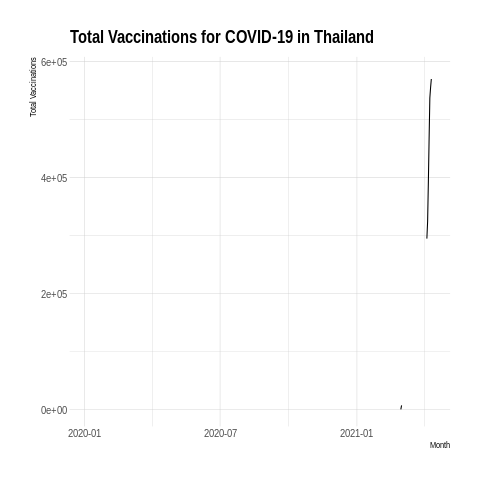 Total Vaccinations for COVID-19 in Thailand
Total Vaccinations
6e+05
4e+05
2e+05
0e+00
2020-01
2020-07
2021-01
Month